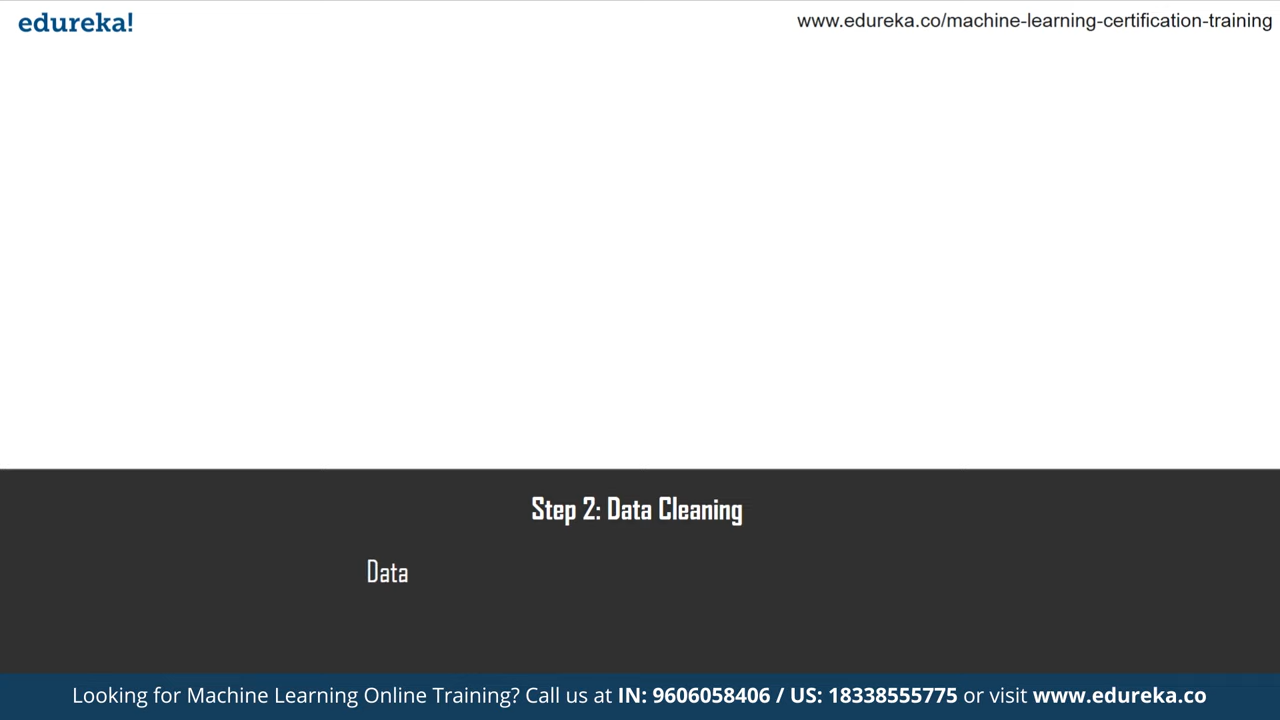 edureka!
www.edureka.co/machine-learning-certification-training
Step 2: Data Cleaning
Data
Looking for Machine Learning Online Training? Call us at IN: 9606058406 / US: 18338555775 or visit www.edureka.co